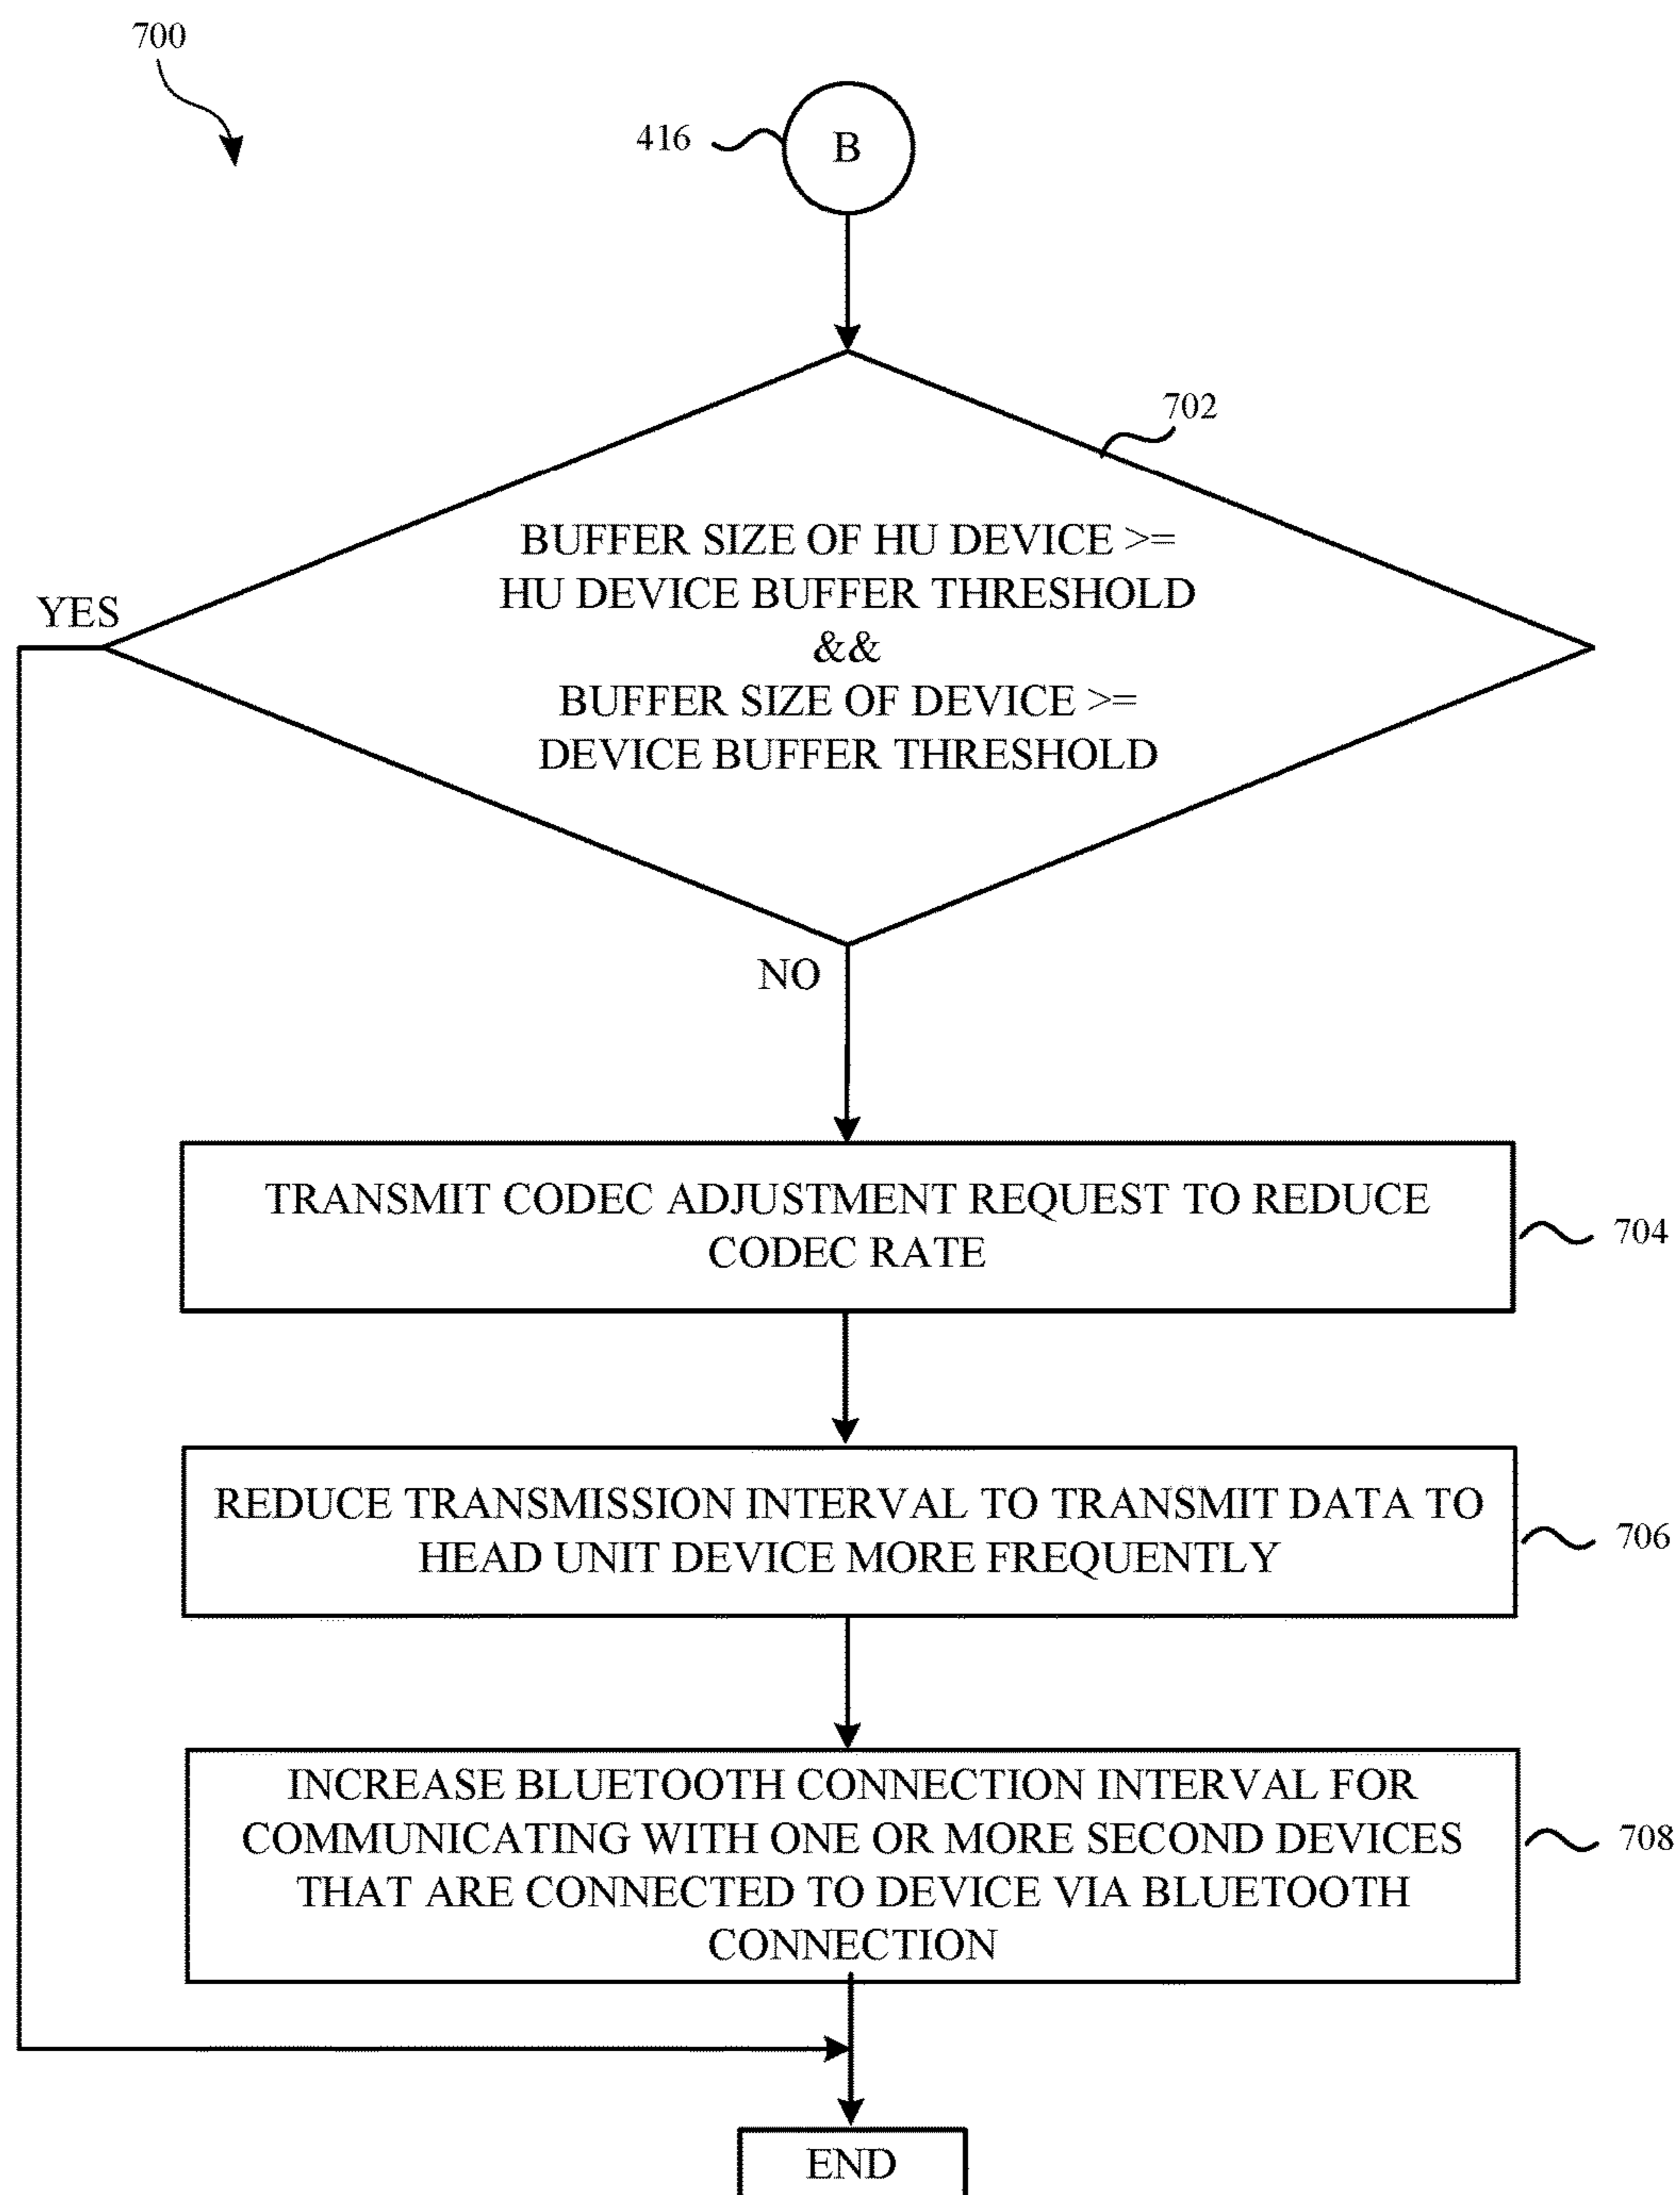 700
416
B
702
BUFFER SIZE OF HU DEVICE >=
HU DEVICE BUFFER THRESHOLD
&&
BUFFER SIZE OF DEVICE >=
DEVICE BUFFER THRESHOLD
YES
NO
TRANSMIT CODEC ADJUSTMENT REQUEST TO REDUCE
CODEC RATE
704
REDUCE TRANSMISSION INTERVAL TO TRANSMIT DATA TO
HEAD UNIT DEVICE MORE FREQUENTLY
706
INCREASE BLUETOOTH CONNECTION INTERVAL FOR
COMMUNICATING WITH ONE OR MORE SECOND DEVICES
THAT ARE CONNECTED TO DEVICE VIA BLUETOOTH
CONNECTION
708
END